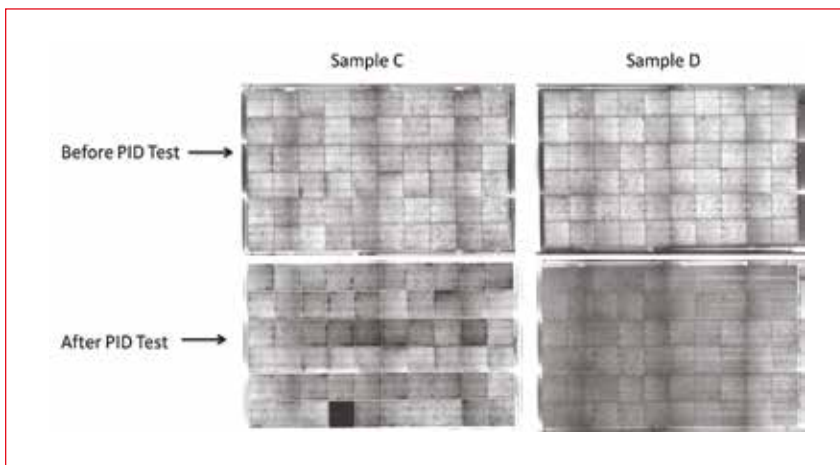 Sample C
Sample D
Before PID Test
After PID Test